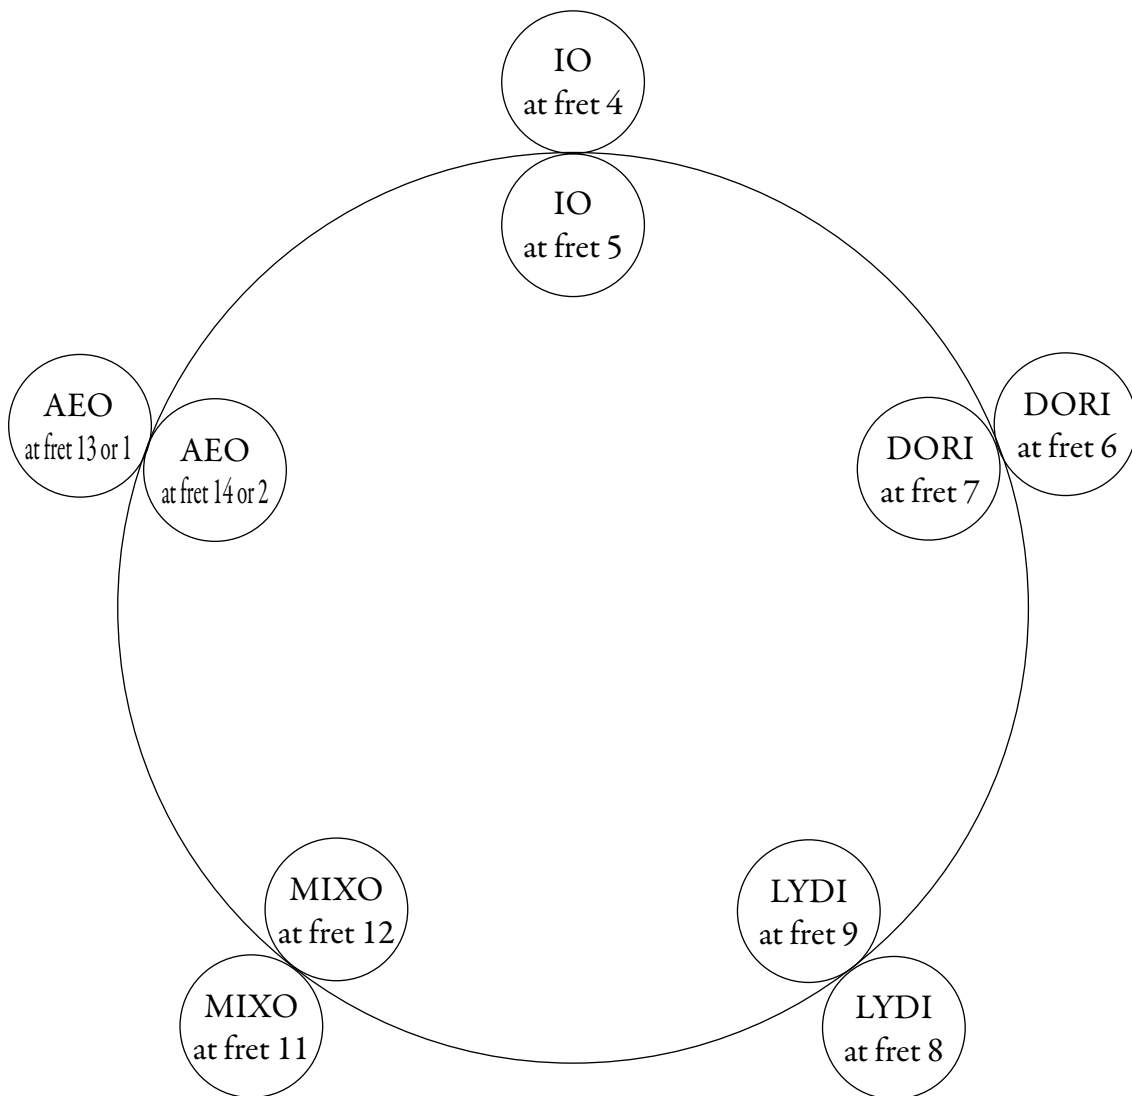 IO
at fret 4
IO
at fret 5
AEO
at fret 13 or 1
AEO
at fret 14 or 2
DORI
at fret 7
DORI
at fret 6
MIXO
at fret 12
MIXO
at fret 11
LYDI
at fret 9
LYDI
at fret 8